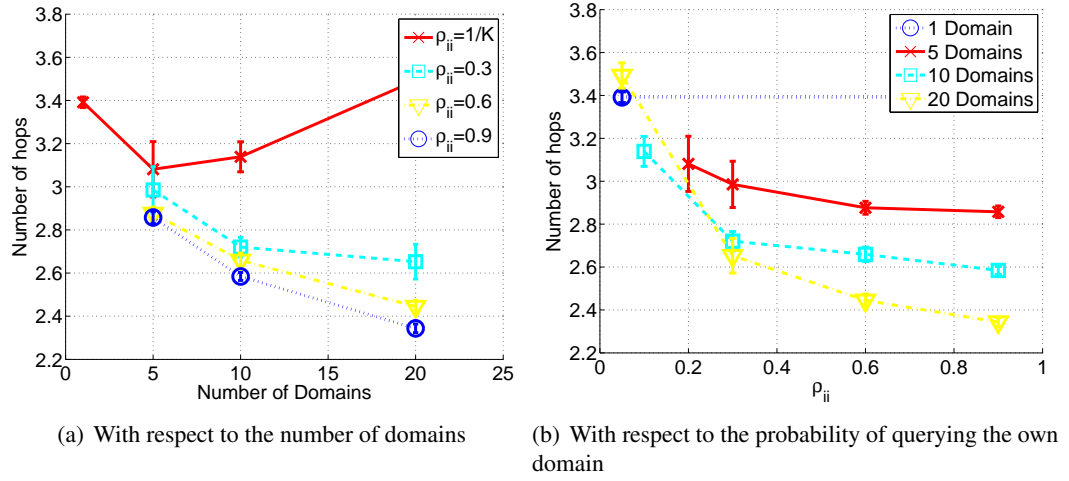 3.8
3.6
3.4
3.2
3
2.8
2.6
2.4
2.2
Number of hops
0
5
10
15
20
25
Number of Domains
ρii=1/K
ρii=0.3
ρii=0.6
ρii=0.9
(a) With respect to the number of domains
3.8
3.6
3.4
3.2
3
2.8
2.6
2.4
2.2
Number of hops
0
0.2
0.4
0.6
0.8
1
ρii
1 Domain
5 Domains
10 Domains
20 Domains
(b) With respect to the probability of querying the own
domain